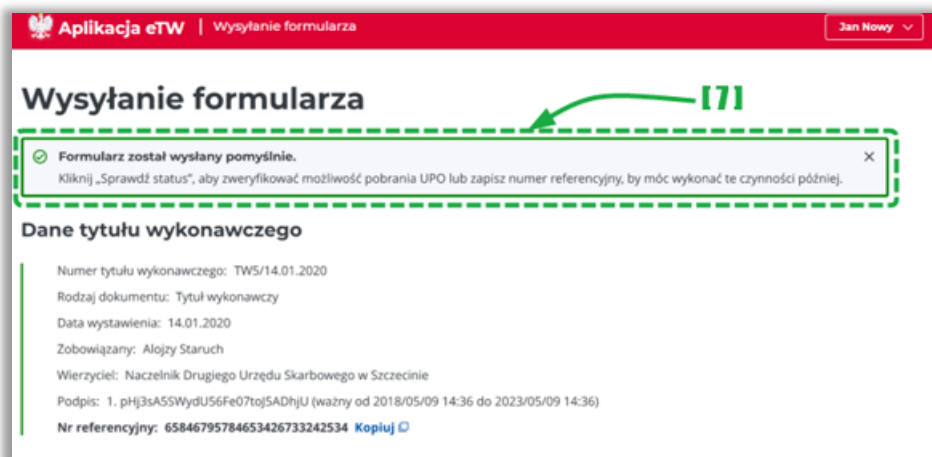 Aplikacja eTW | Wysyłanie formularza Jan Nowy
Wysyłanie formularza [7]
Formularz został wysłany pomyślnie.
Kliknij „Sprawdź status”, aby zweryfikować możliwość pobrania UPO lub zapisz numer referencyjny, by móc wykonać te czynności później.
Dane tytułu wykonawczego
Numer tytułu wykonawczego: TW5/14.01.2020
Rodzaj dokumentu: Tytuł wykonawczy
Data wystawienia: 14.01.2020
Zobowiązany: Alojzy Staruch
Wierzyciel: Naczelnik Drugiego Urzędu Skarbowego w Szczecinie
Podpis: 1. pHj3sA5SWydU56Fe07toJ5ADhjU (ważny od 2018/05/09 14:36 do 2023/05/09 14:36)
Nr referencyjny: 65846795784653426733242534 Kopiuj